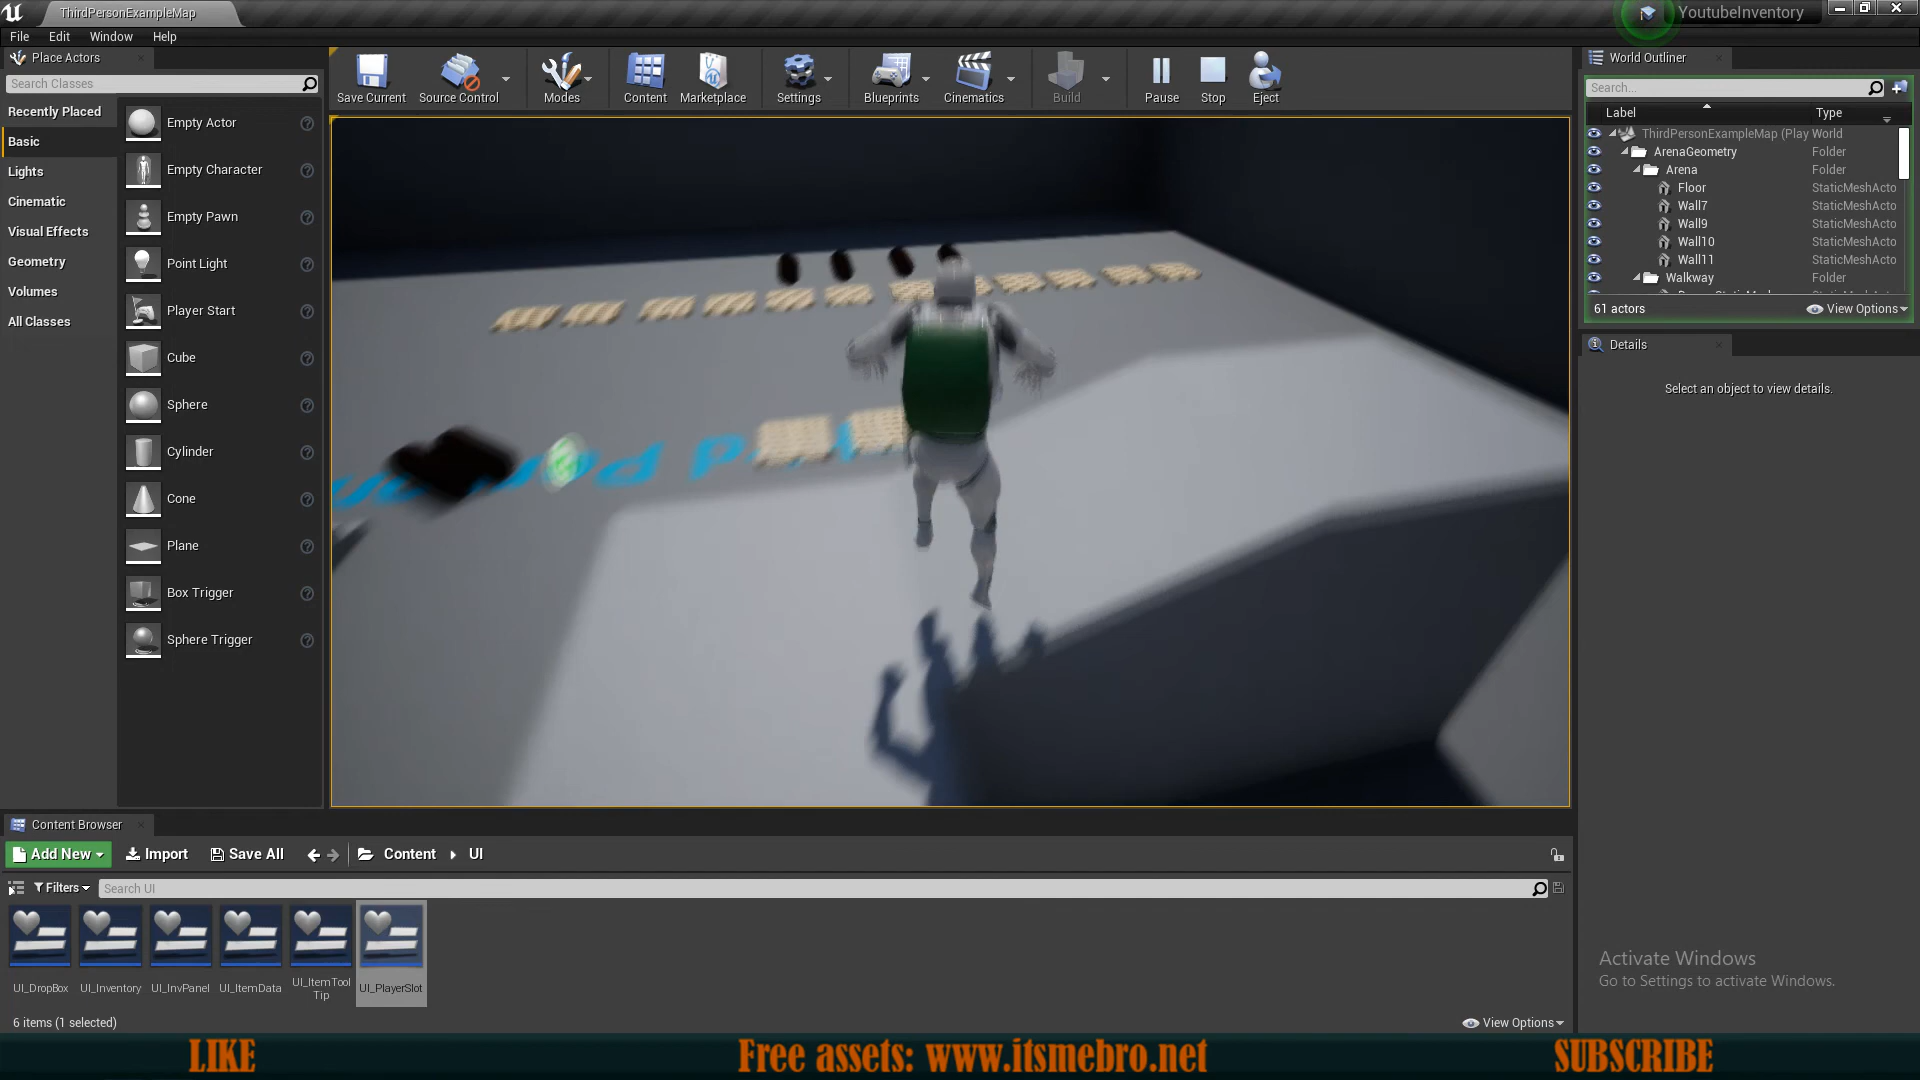 ThirdPersonExampleMap
YoutubeInventory
File Edit Window Help
Place Actors
Search Classes
Recently Placed
Basic
Lights
Cinematic
Visual Effects
Geometry
Volumes
All Classes
Empty Actor
Empty Character
Empty Pawn
Point Light
Player Start
Cube
Sphere
Cylinder
Cone
Plane
Box Trigger
Sphere Trigger
Save Current
Source Control
Modes
Content
Marketplace
Settings
Blueprints
Cinematics
Build
Pause
Stop
Eject
World Outliner
Search...
Label Type
ThirdPersonExampleMap (Play World
ArenaGeometry Folder
Arena Folder
Floor StaticMeshActo
Wall7 StaticMeshActo
Wall9 StaticMeshActo
Wall10 StaticMeshActo
Wall11 StaticMeshActo
Walkway Folder
61 actors View Options
Details
Select an object to view details.
Content Browser
Add New Import Save All Content UI
Filters Search UI
UI_DropBox
UI_Inventory
UI_InvPanel
UI_ItemData
UI_ItemTool
Tip
UI_PlayerSlot
6 items (1 selected)
View Options
Activate Windows
Go to Settings to activate Windows.
LIKE
Free assets: www.itsmebro.net
SUBSCRIBE